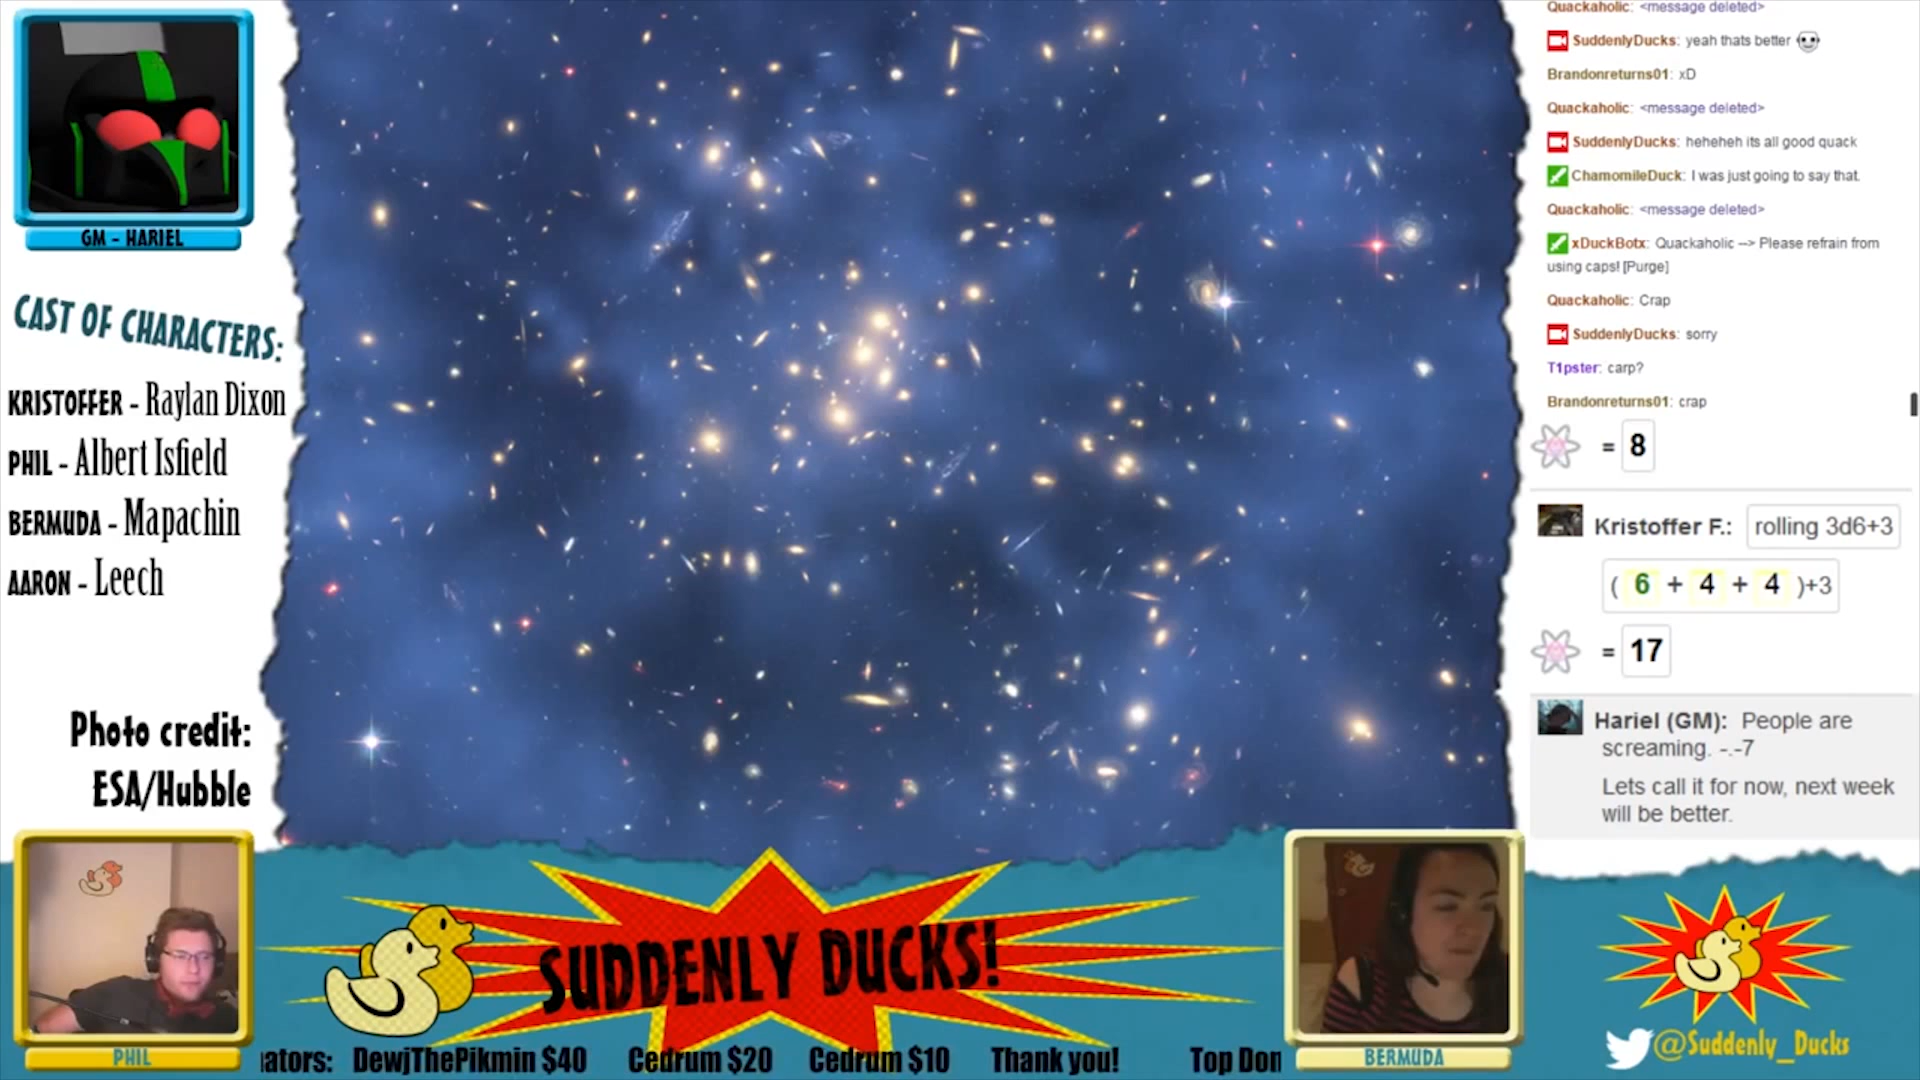 GM - HARIEL
CAST OF CHARACTERS:
KRISTOFFER - Raylan Dixon
PHIL - Albert Isfield
BERMUDA - Mapachin
AARON - Leech
Photo credit:
ESA/Hubble
PHIL
SUDDENLY DUCKS!
ators: DewjThePikmin $40 Cedrum $20 Cedrum $10 Thank you! Top Don
BERMUDA
Quackaholic: <message deleted>
SuddenlyDucks: yeah thats better
Brandonreturns01: xD
Quackaholic: <message deleted>
SuddenlyDucks: heheheh its all good quack
ChamomileDuck: I was just going to say that.
Quackaholic: <message deleted>
xDuckBotx: Quackaholic --> Please refrain from
using caps! [Purge]
Quackaholic: Crap
SuddenlyDucks: sorry
T1pster: carp?
Brandonreturns01: crap
= 8
Kristoffer F.: rolling 3d6+3
( 6 + 4 + 4 )+3
= 17
Hariel (GM): People are
screaming. -.-7
Lets call it for now, next week
will be better.
@Suddenly_Ducks